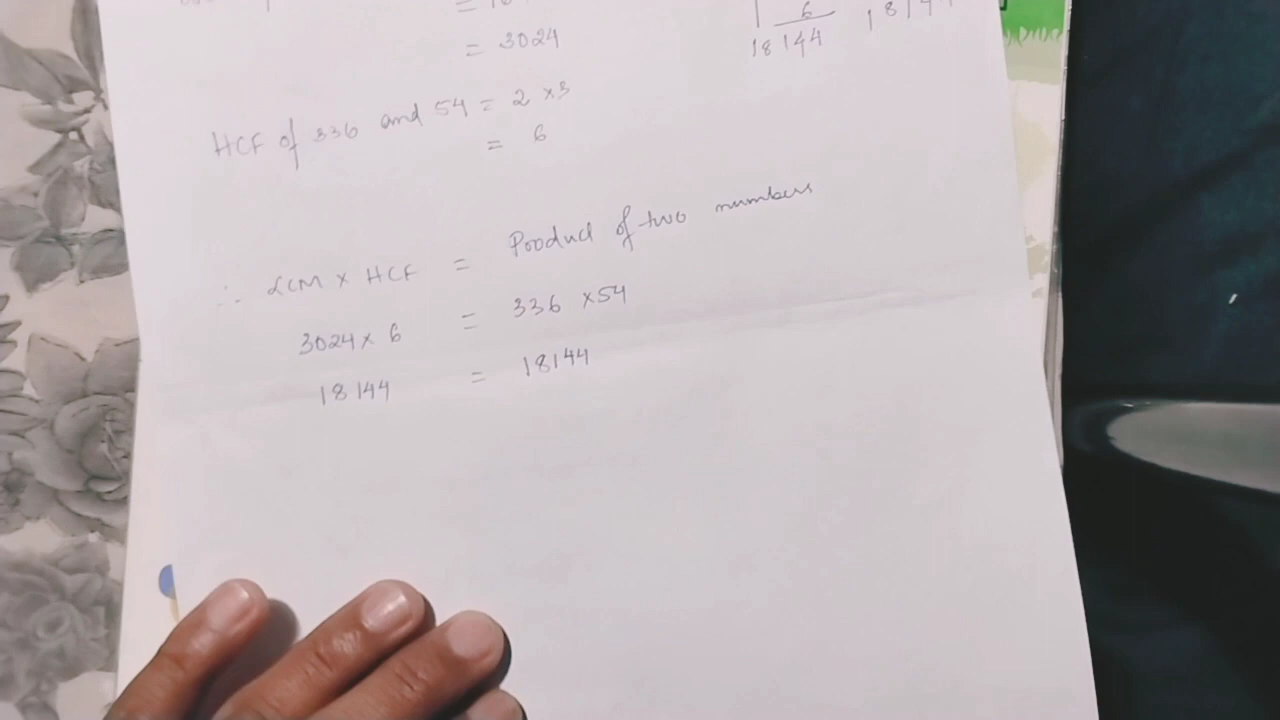 = 3024
6
18144 18144
HCF of 336 and 54 = 2 × 3
= 6
∴ LCM × HCF = Product of two numbers
3024 × 6 = 336 × 54
18144 = 18144